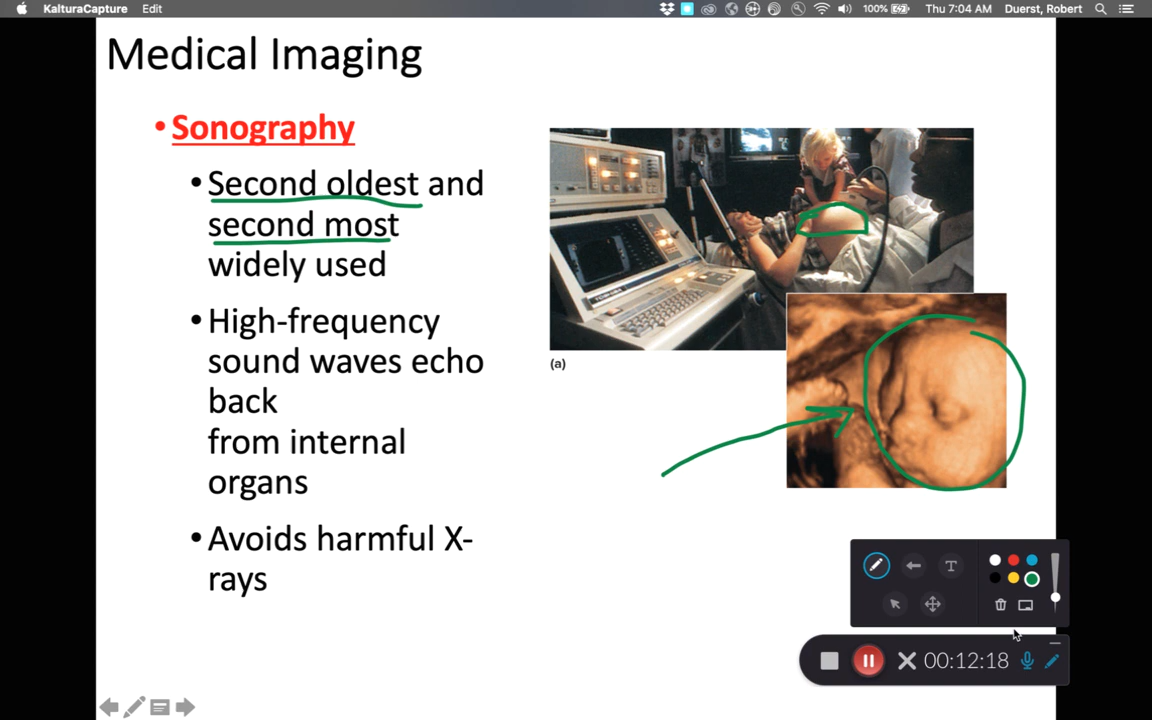 KalturaCapture Edit 100% Thu 7:04 AM Duerst, Robert
Medical Imaging
• Sonography
• Second oldest and
second most
widely used
• High-frequency
sound waves echo
back
from internal
organs
• Avoids harmful X-
rays
(a)
T
00:12:18